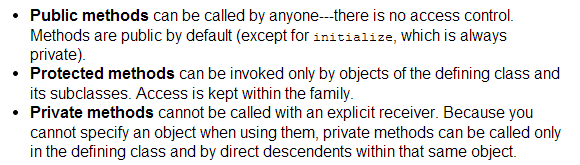 • Public methods can be called by anyone---there is no access control.
Methods are public by default (except for initialize, which is always
private).
• Protected methods can be invoked only by objects of the defining class and
its subclasses. Access is kept within the family.
• Private methods cannot be called with an explicit receiver. Because you
cannot specify an object when using them, private methods can be called only
in the defining class and by direct descendents within that same object.